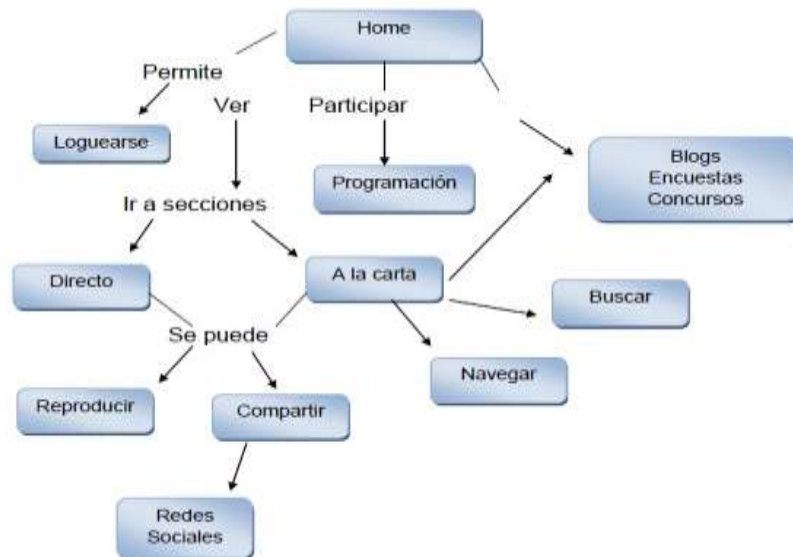 Home
Permite
Ver
Participar
Loguearse
Programación
Blogs
Encuestas
Concursos
Ir a secciones
Directo
A la carta
Buscar
Se puede
Navegar
Reproducir
Compartir
Redes
Sociales